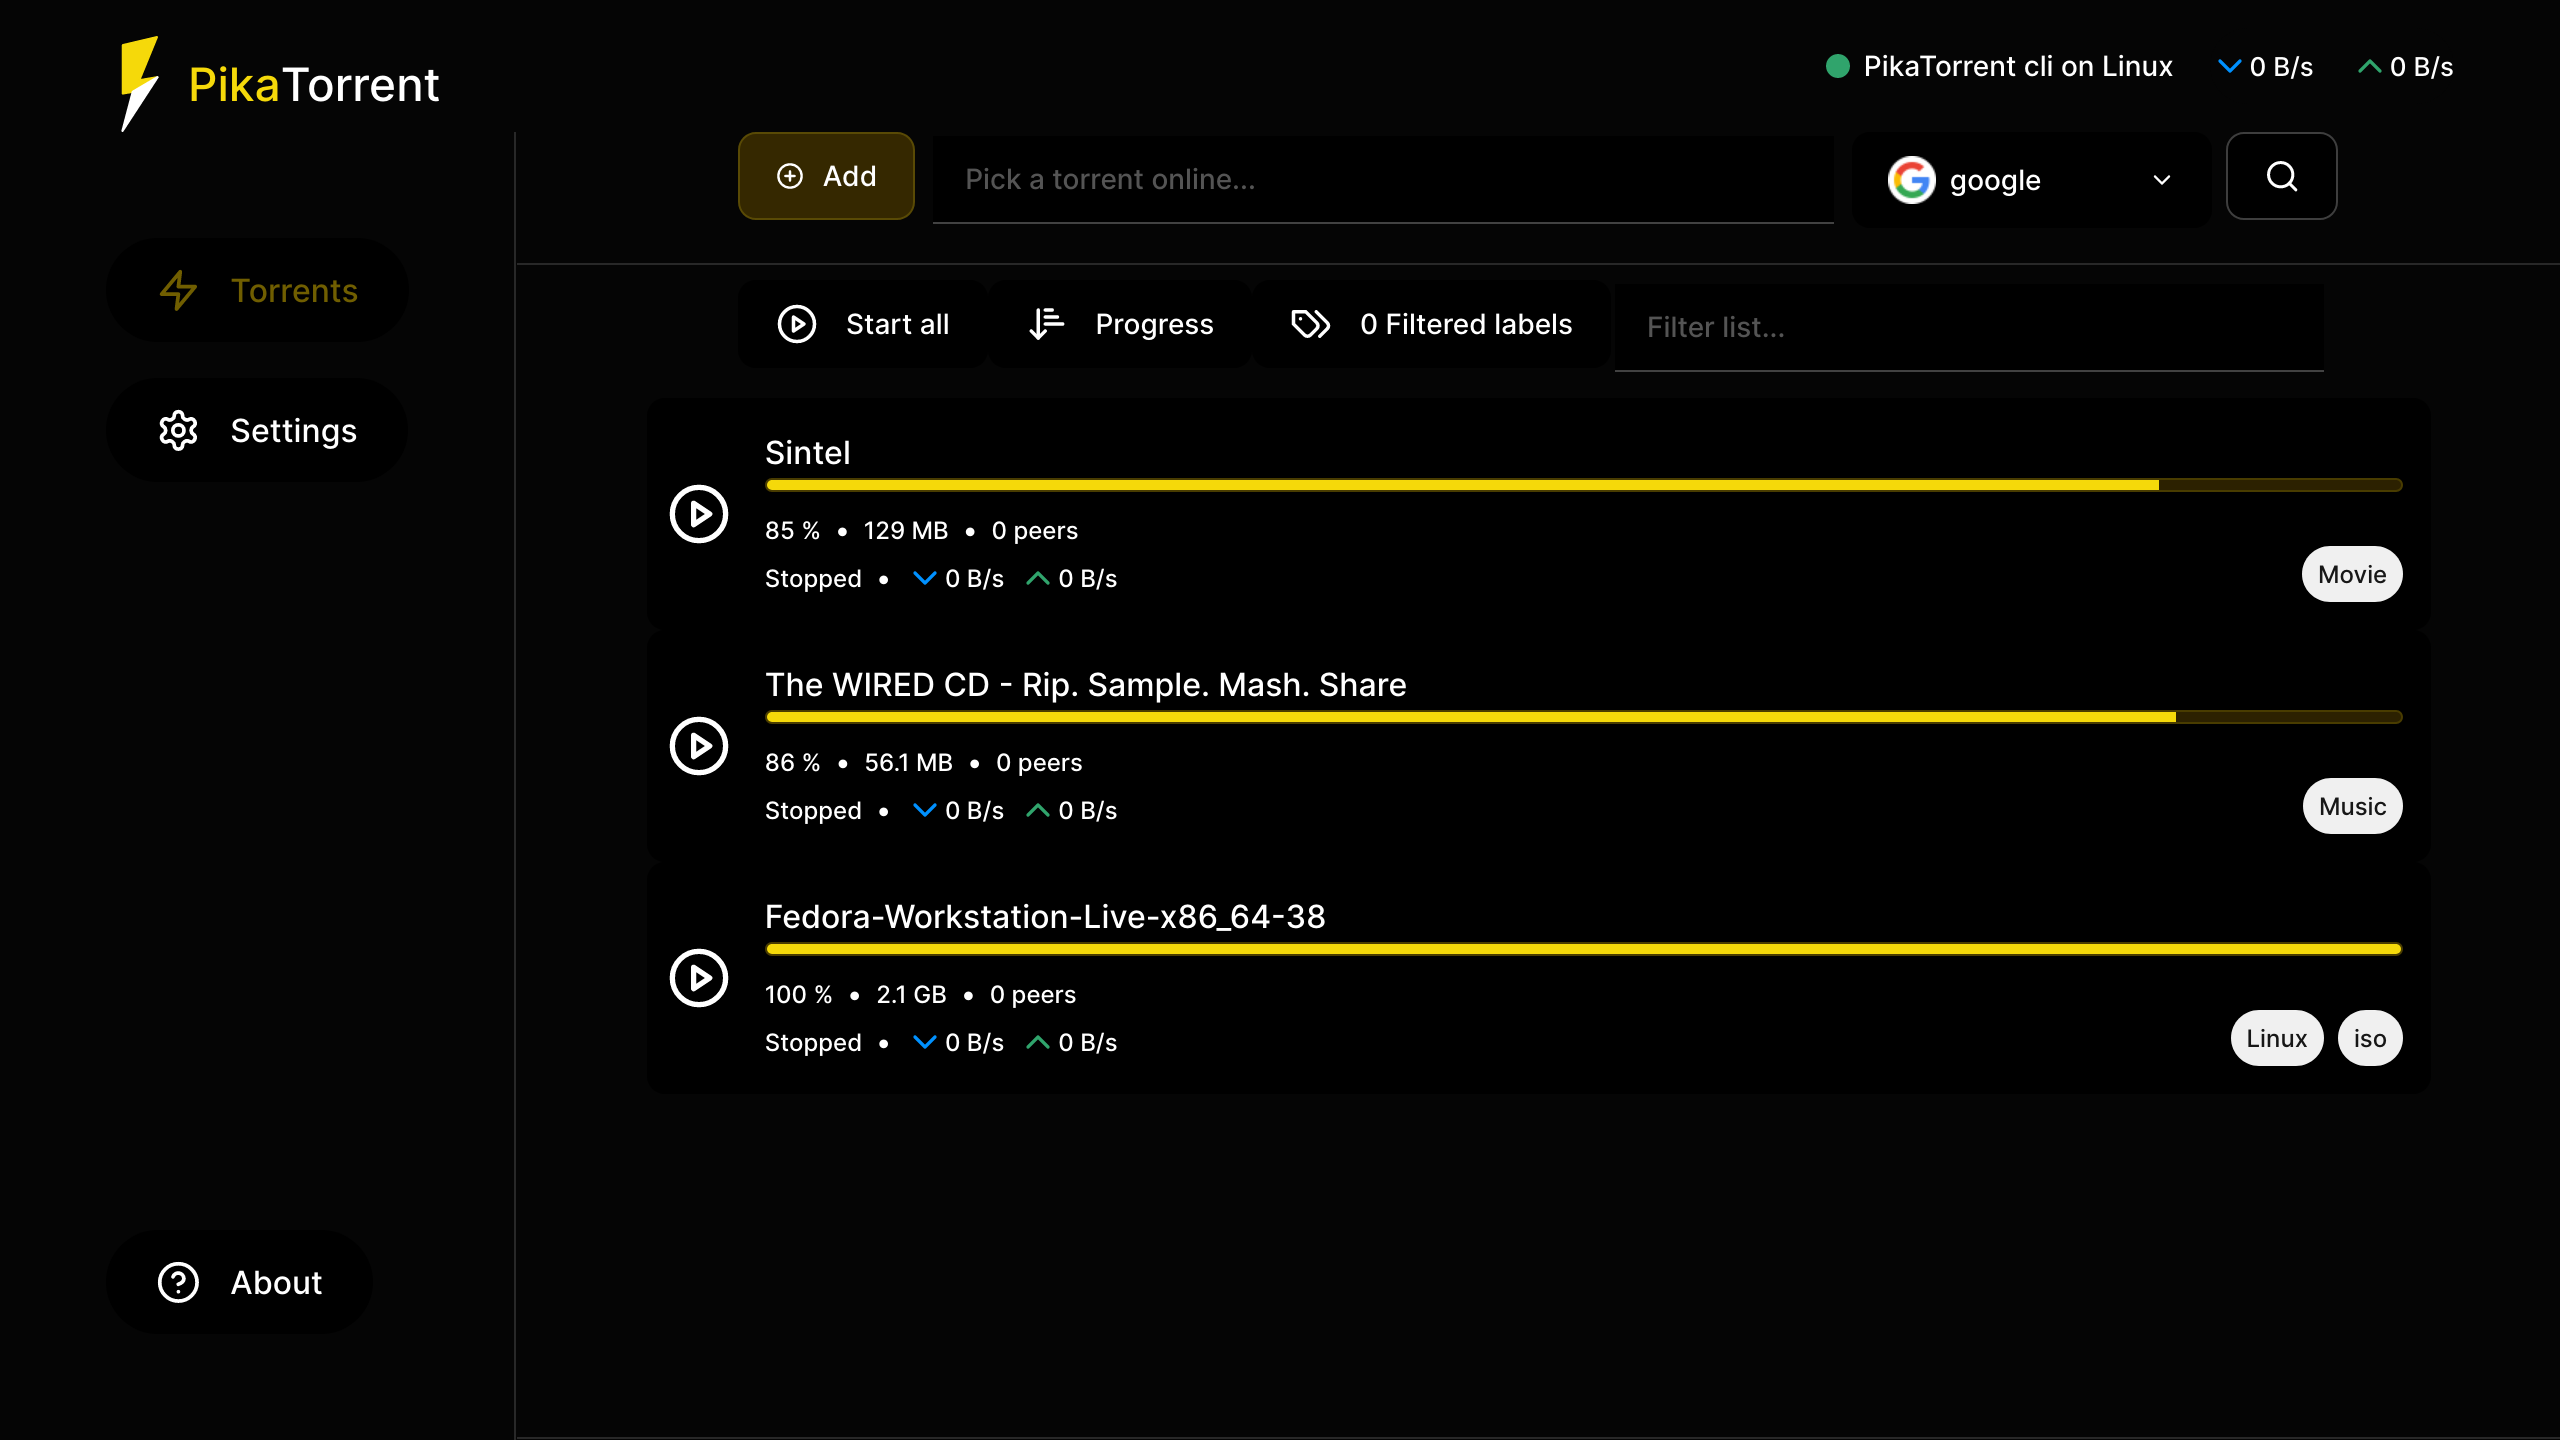 PikaTorrent
PikaTorrent cli on Linux 0 B/s 0 B/s
Add Pick a torrent online... google
Torrents
Settings
About
Start all Progress 0 Filtered labels Filter list...
Sintel
85 % • 129 MB • 0 peers
Stopped • 0 B/s 0 B/s
Movie
The WIRED CD - Rip. Sample. Mash. Share
86 % • 56.1 MB • 0 peers
Stopped • 0 B/s 0 B/s
Music
Fedora-Workstation-Live-x86_64-38
100 % • 2.1 GB • 0 peers
Stopped • 0 B/s 0 B/s
Linux iso